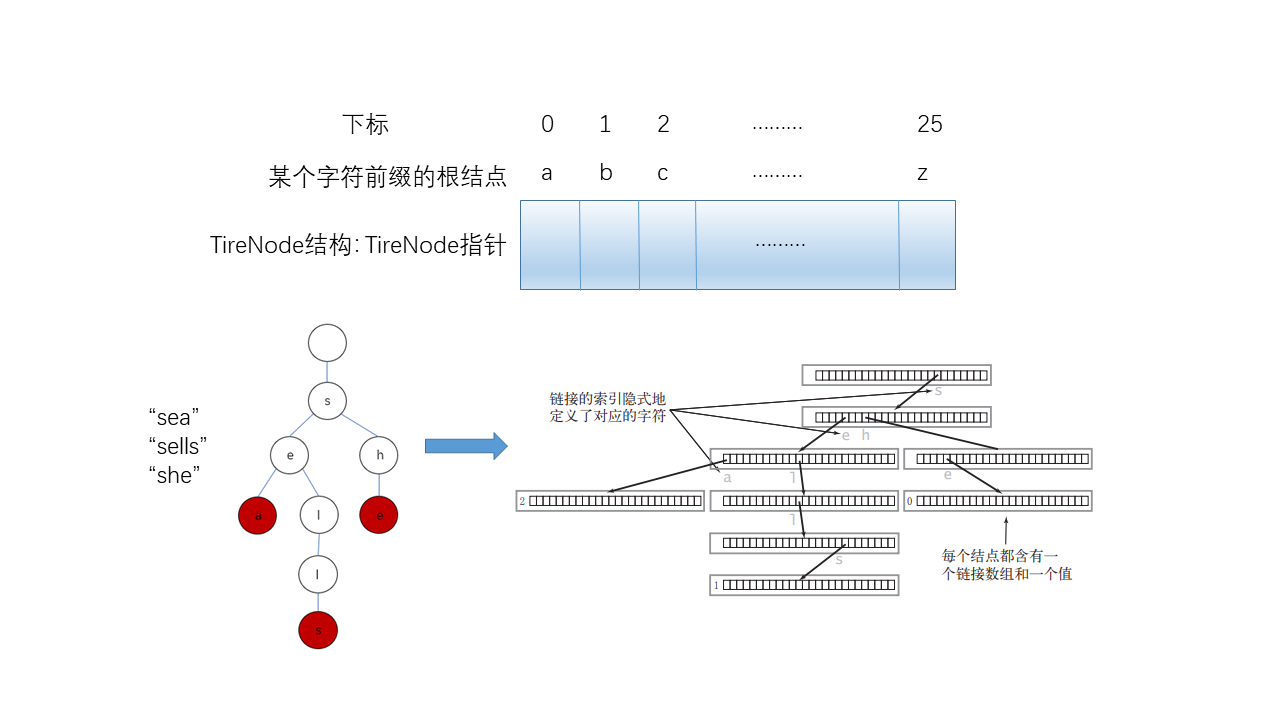 下标 0 1 2 ……… 25
某个字符前缀的根结点 a b c ……… z
TireNode结构：TireNode指针 ………
“sea”
“sells”
“she”
s
e h
a l e
l
s
链接的索引隐式地
定义了对应的字符
s
e h
a l e
2 0
l
s
1
每个结点都含有一
个链接数组和一个值